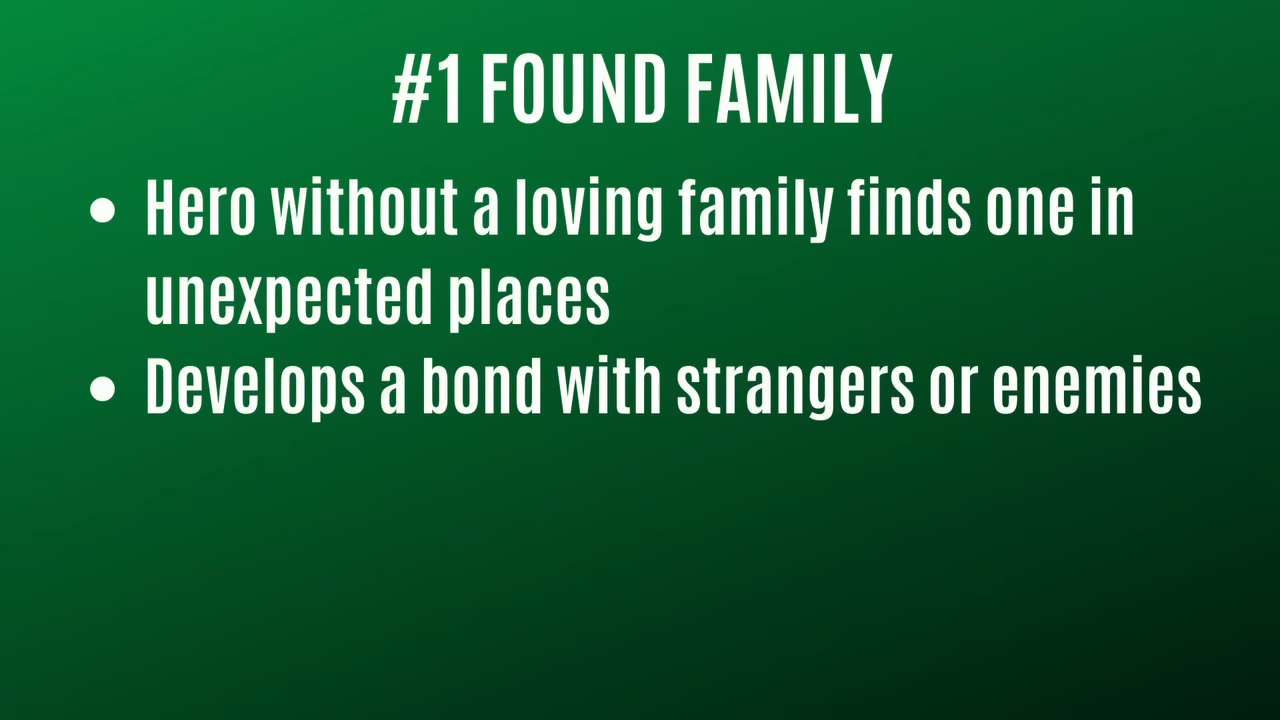 #1 FOUND FAMILY
• Hero without a loving family finds one in
unexpected places
• Develops a bond with strangers or enemies